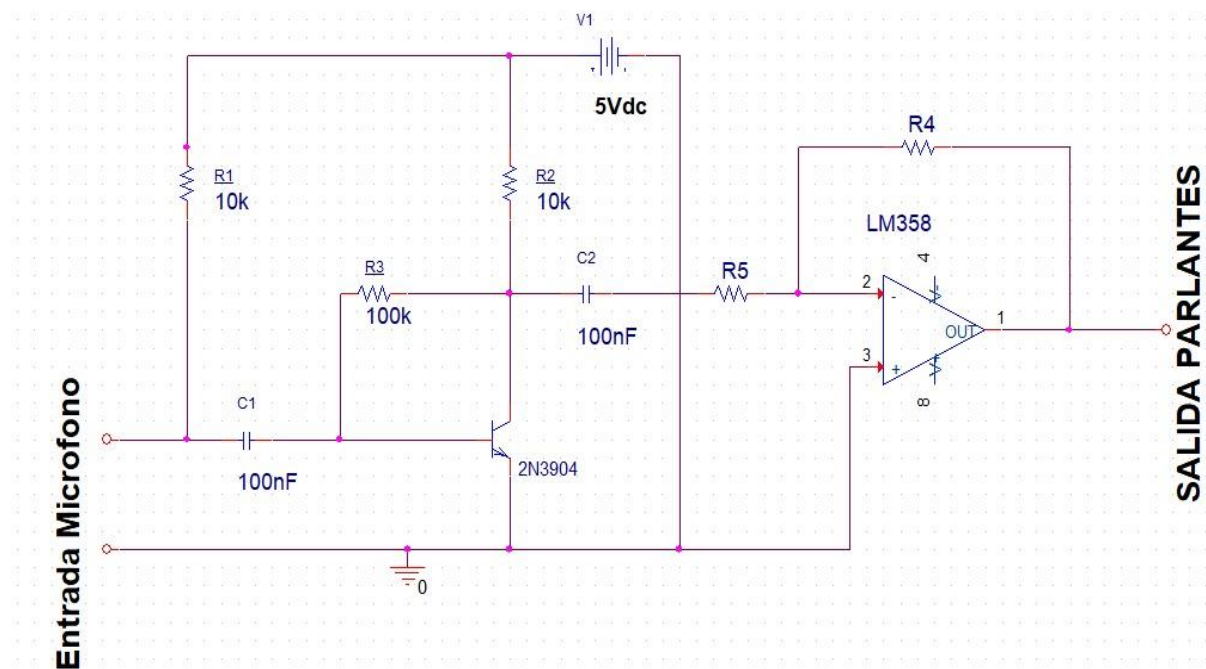 V1
5Vdc
R4
R1
10k
R2
10k
LM358
4
C2
R3
R5
2
-
100k
1
OUT
100nF
3
+
V-
V+
8
C1
2N3904
100nF
0
Entrada Microfono
SALIDA PARLANTES